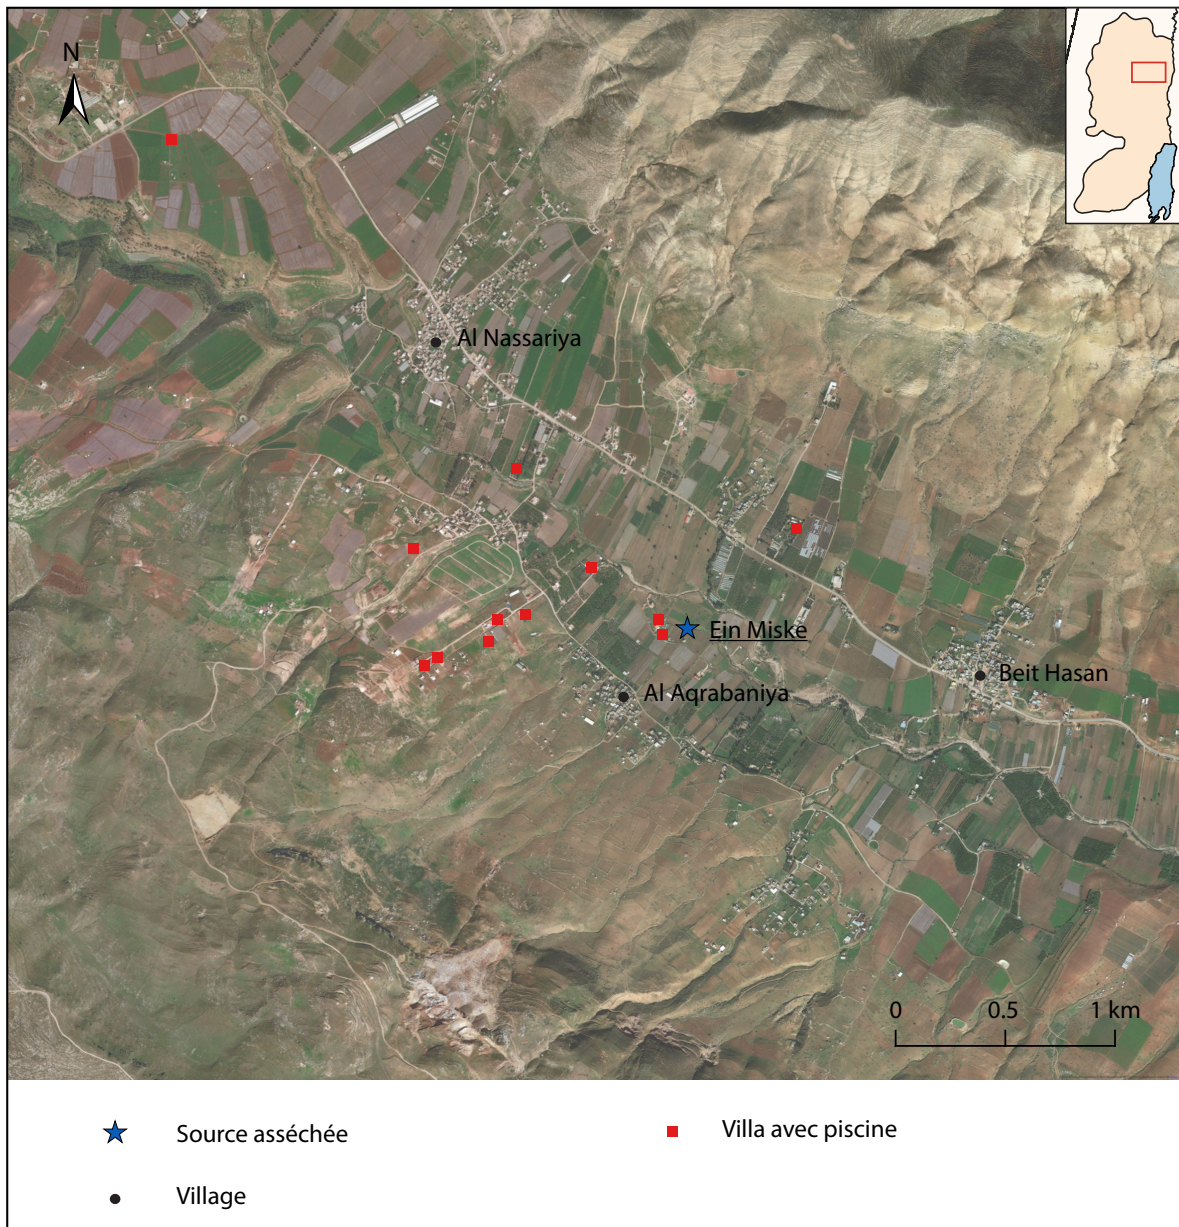 N
Al Nassariya
Ein Miske
Beit Hasan
Al Aqrabaniya
0 0.5 1 km
Source asséchée
Villa avec piscine
Village